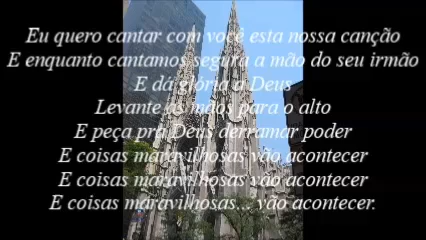 Eu quero cantar com você esta nossa canção
E enquanto cantamos segura a mão do seu irmão
E dá glória a Deus
Levante as mãos para o alto
E peça pra Deus derramar poder
E coisas maravilhosas vão acontecer
E coisas maravilhosas vão acontecer
E coisas maravilhosas... vão acontecer.